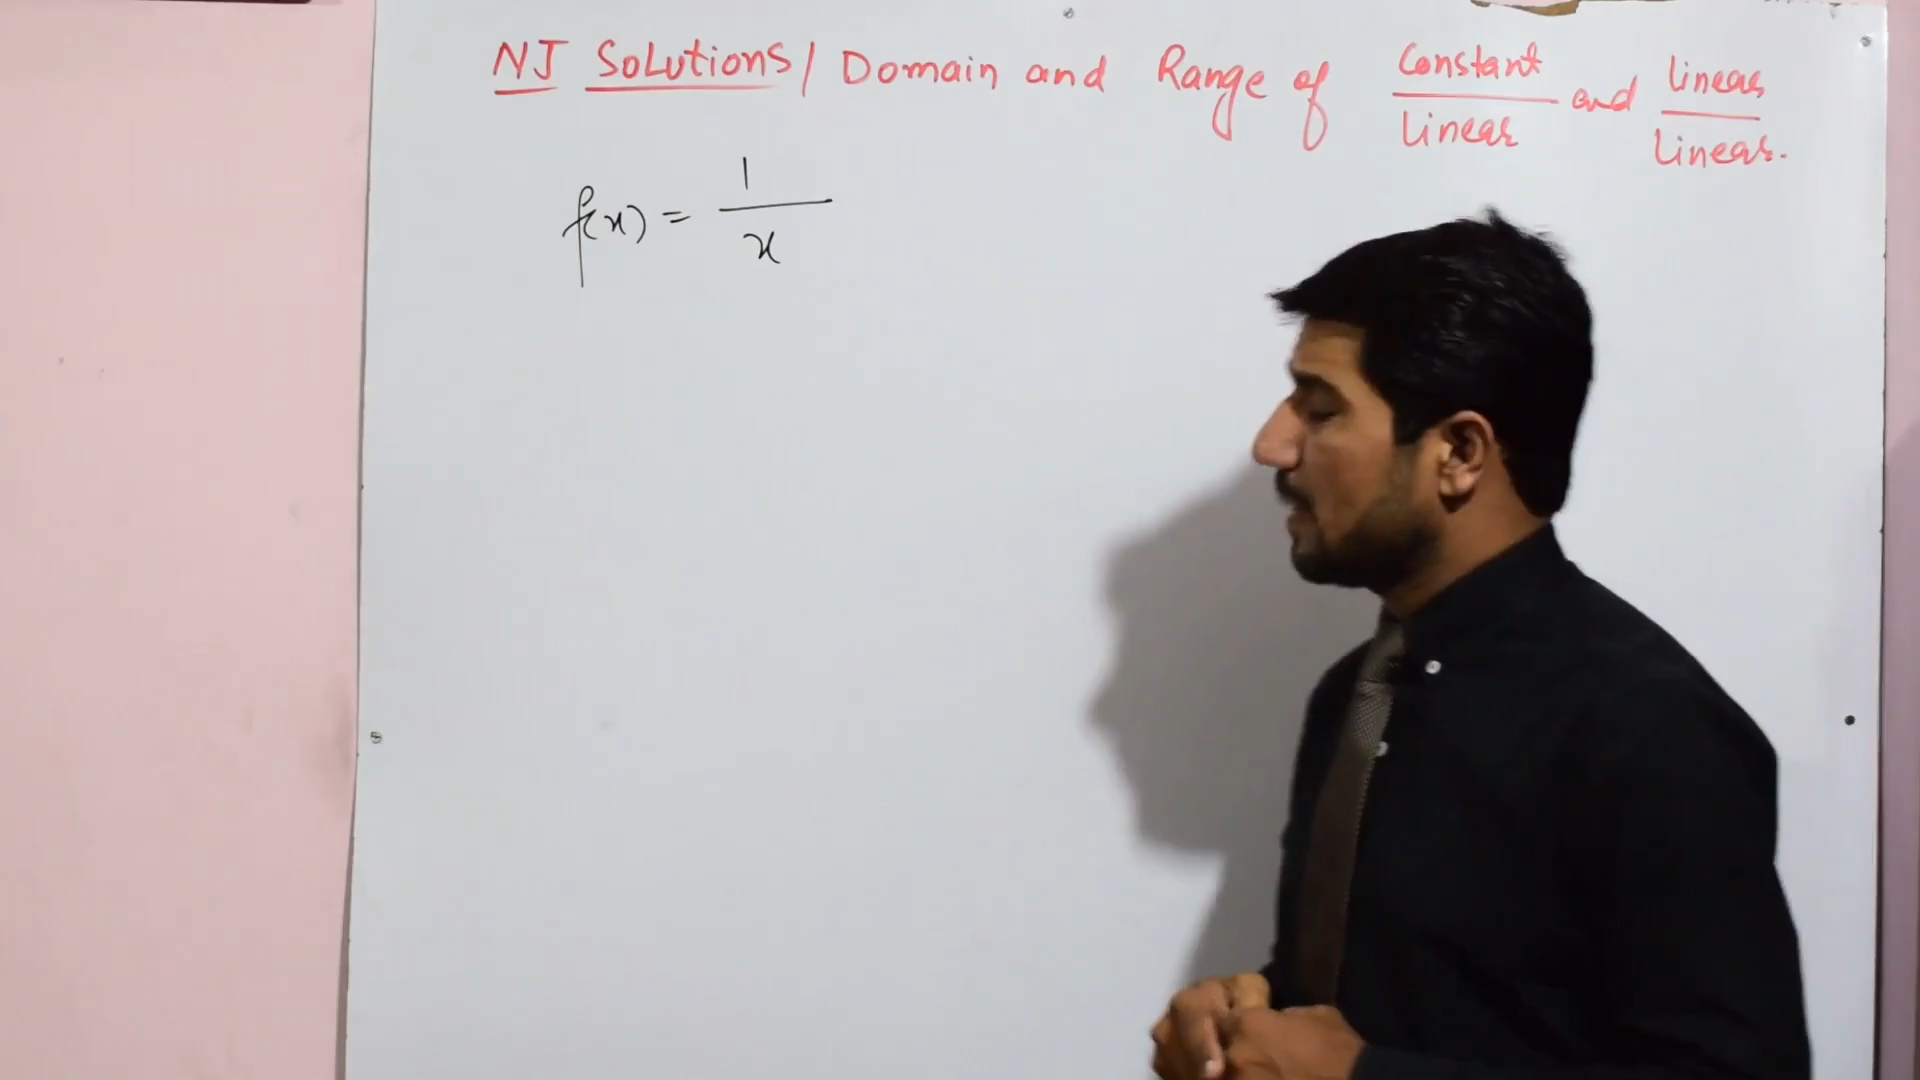 NJ Solutions / Domain and Range of Constant/Linear and Linear/Linear.
f(x) = 1/x